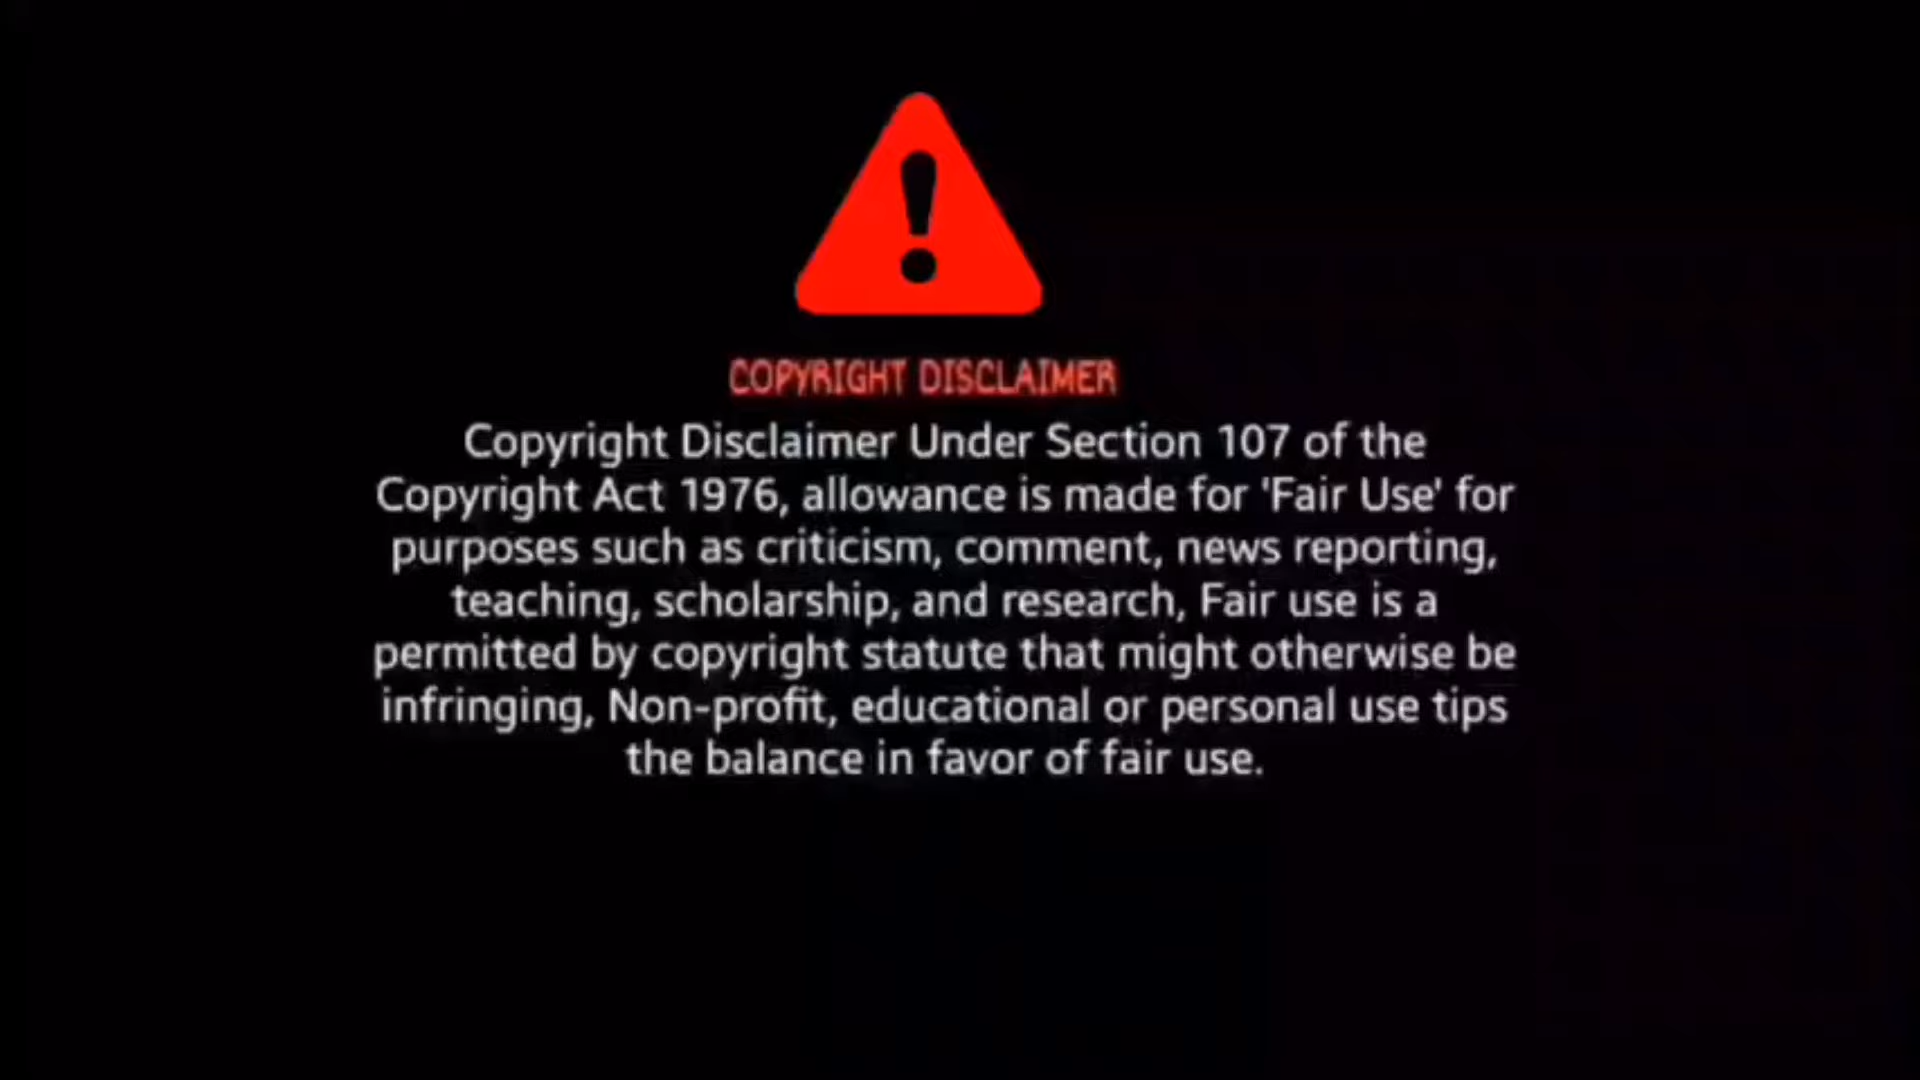 COPYRIGHT DISCLAIMER
Copyright Disclaimer Under Section 107 of the
Copyright Act 1976, allowance is made for 'Fair Use' for
purposes such as criticism, comment, news reporting,
teaching, scholarship, and research, Fair use is a
permitted by copyright statute that might otherwise be
infringing, Non-profit, educational or personal use tips
the balance in favor of fair use.